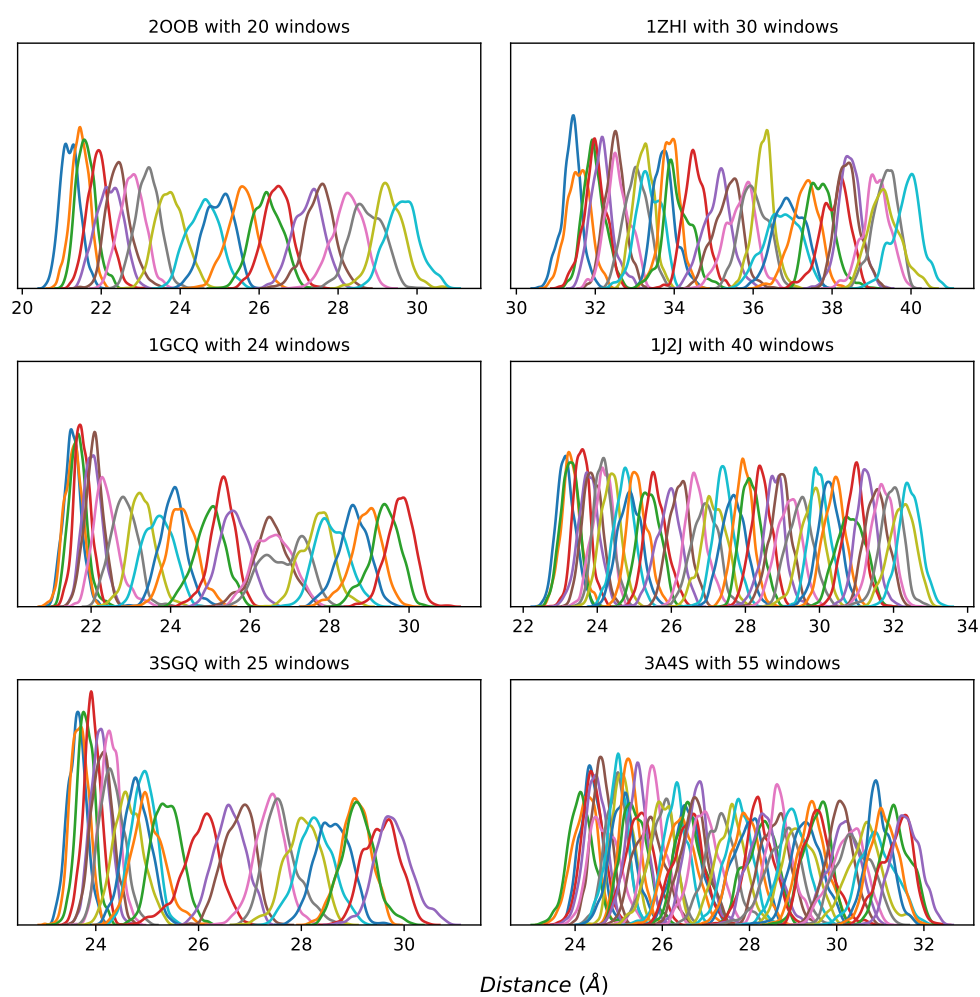 2OOB with 20 windows
1ZHI with 30 windows
20 22 24 26 28 30
30 32 34 36 38 40
1GCQ with 24 windows
1J2J with 40 windows
22 24 26 28 30
22 24 26 28 30 32 34
3SGQ with 25 windows
3A4S with 55 windows
24 26 28 30
24 26 28 30 32
Distance (Å)